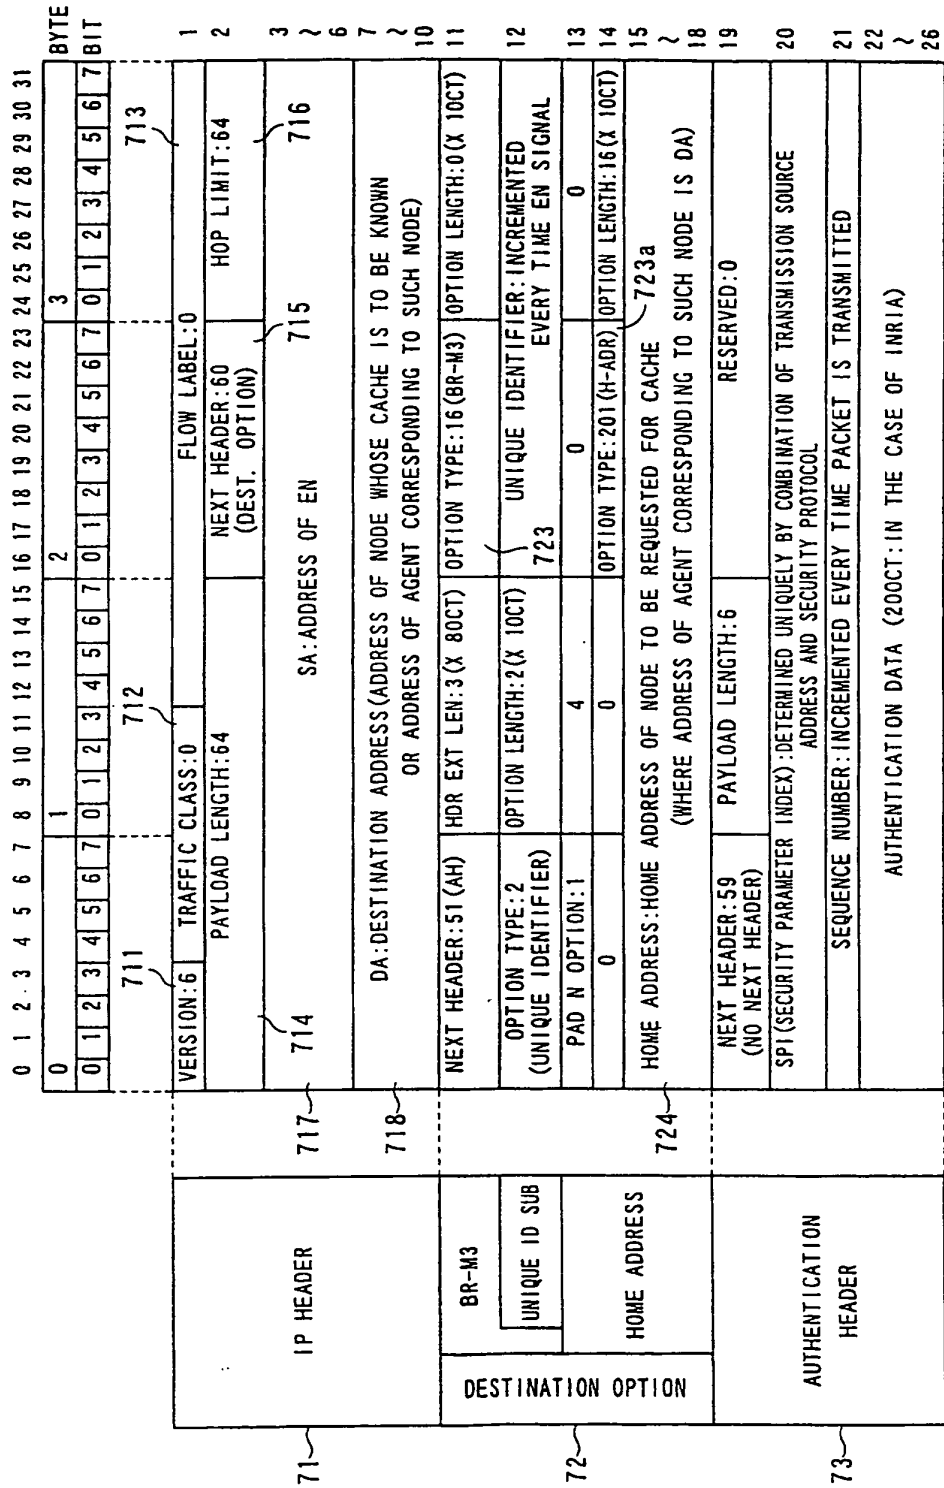 0 1 2 3 4 5 6 7 8 9 10 11 12 13 14 15 16 17 18 19 20 21 22 23 24 25 26 27 28 29 30 31
0 1 2 3 BYTE
0 1 2 3 4 5 6 7 0 1 2 3 4 5 6 7 0 1 2 3 4 5 6 7 0 1 2 3 4 5 6 7 BIT
711 712 713
71
IP HEADER
VERSION:6 TRAFFIC CLASS:0 FLOW LABEL:0 1
PAYLOAD LENGTH:64 NEXT HEADER:60 HOP LIMIT:64 2
(DEST. OPTION)
714 715 716
717
SA:ADDRESS OF EN 3 ~ 6
718
DA:DESTINATION ADDRESS(ADDRESS OF NODE WHOSE CACHE IS TO BE KNOWN 7 ~ 10
OR ADDRESS OF AGENT CORRESPONDING TO SUCH NODE)
72
DESTINATION OPTION
BR-M3
NEXT HEADER:51(AH) HDR EXT LEN:3(X 8OCT) OPTION TYPE:16(BR-M3) OPTION LENGTH:0(X 1OCT) 11
723
UNIQUE ID SUB
OPTION TYPE:2 OPTION LENGTH:2(X 1OCT) UNIQUE IDENTIFIER:INCREMENTED 12
(UNIQUE IDENTIFIER) EVERY TIME EN SIGNAL
HOME ADDRESS
PAD N OPTION:1 4 0 0 13
0 0 OPTION TYPE:201(H-ADR) OPTION LENGTH:16(X 1OCT) 14
723a
724
HOME ADDRESS:HOME ADDRESS OF NODE TO BE REQUESTED FOR CACHE 15 ~ 18
(WHERE ADDRESS OF AGENT CORRESPONDING TO SUCH NODE IS DA)
73
AUTHENTICATION
HEADER
NEXT HEADER:59 PAYLOAD LENGTH:6 RESERVED:0 19
(NO NEXT HEADER)
SPI(SECURITY PARAMETER INDEX):DETERMINED UNIQUELY BY COMBINATION OF TRANSMISSION SOURCE 20
ADDRESS AND SECURITY PROTOCOL
SEQUENCE NUMBER:INCREMENTED EVERY TIME PACKET IS TRANSMITTED 21
AUTHENTICATION DATA (20OCT:IN THE CASE OF INRIA) 22 ~ 26